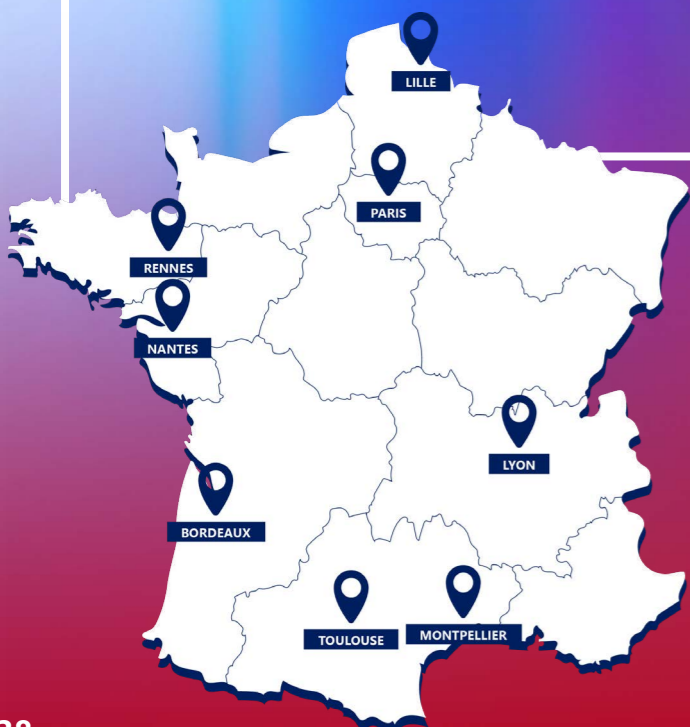 LILLE
PARIS
RENNES
NANTES
LYON
BORDEAUX
TOULOUSE
MONTPELLIER